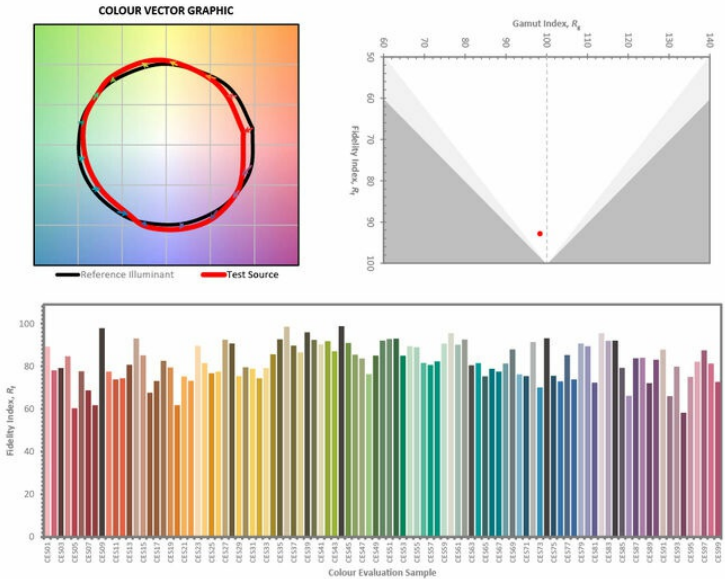 COLOUR VECTOR GRAPHIC
Reference Illuminant
Test Source
Gamut Index, Rg
60 70 80 90 100 110 120 130 140
Fidelity Index, Rf
50
60
70
80
90
100
Fidelity Index, Rf
100
80
60
40
20
0
CES01 CES03 CES05 CES07 CES09 CES11 CES13 CES15 CES17 CES19 CES21 CES23 CES25 CES27 CES29 CES31 CES33 CES35 CES37 CES39 CES41 CES43 CES45 CES47 CES49 CES51 CES53 CES55 CES57 CES59 CES61 CES63 CES65 CES67 CES69 CES71 CES73 CES75 CES77 CES79 CES81 CES83 CES85 CES87 CES89 CES91 CES93 CES95 CES97 CES99
Colour Evaluation Sample